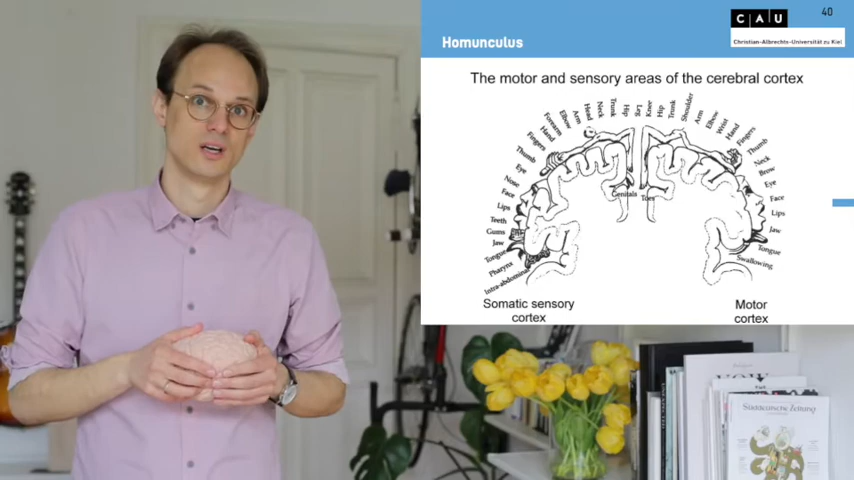 40
CAU
Christian-Albrechts-Universität zu Kiel
Homunculus
The motor and sensory areas of the cerebral cortex
Intra-abdominal
Pharynx
Tongue
Jaw
Gums
Teeth
Lips
Face
Nose
Eye
Thumb
Fingers
Hand
Forearm
Elbow
Arm
Head
Neck
Trunk
Hip
Leg
Genitals
Toes
Knee
Hip
Trunk
Shoulder
Arm
Elbow
Wrist
Hand
Fingers
Thumb
Neck
Brow
Eye
Face
Lips
Jaw
Tongue
Swallowing
Somatic sensory
cortex
Motor
cortex
Süddeutsche Zeitung